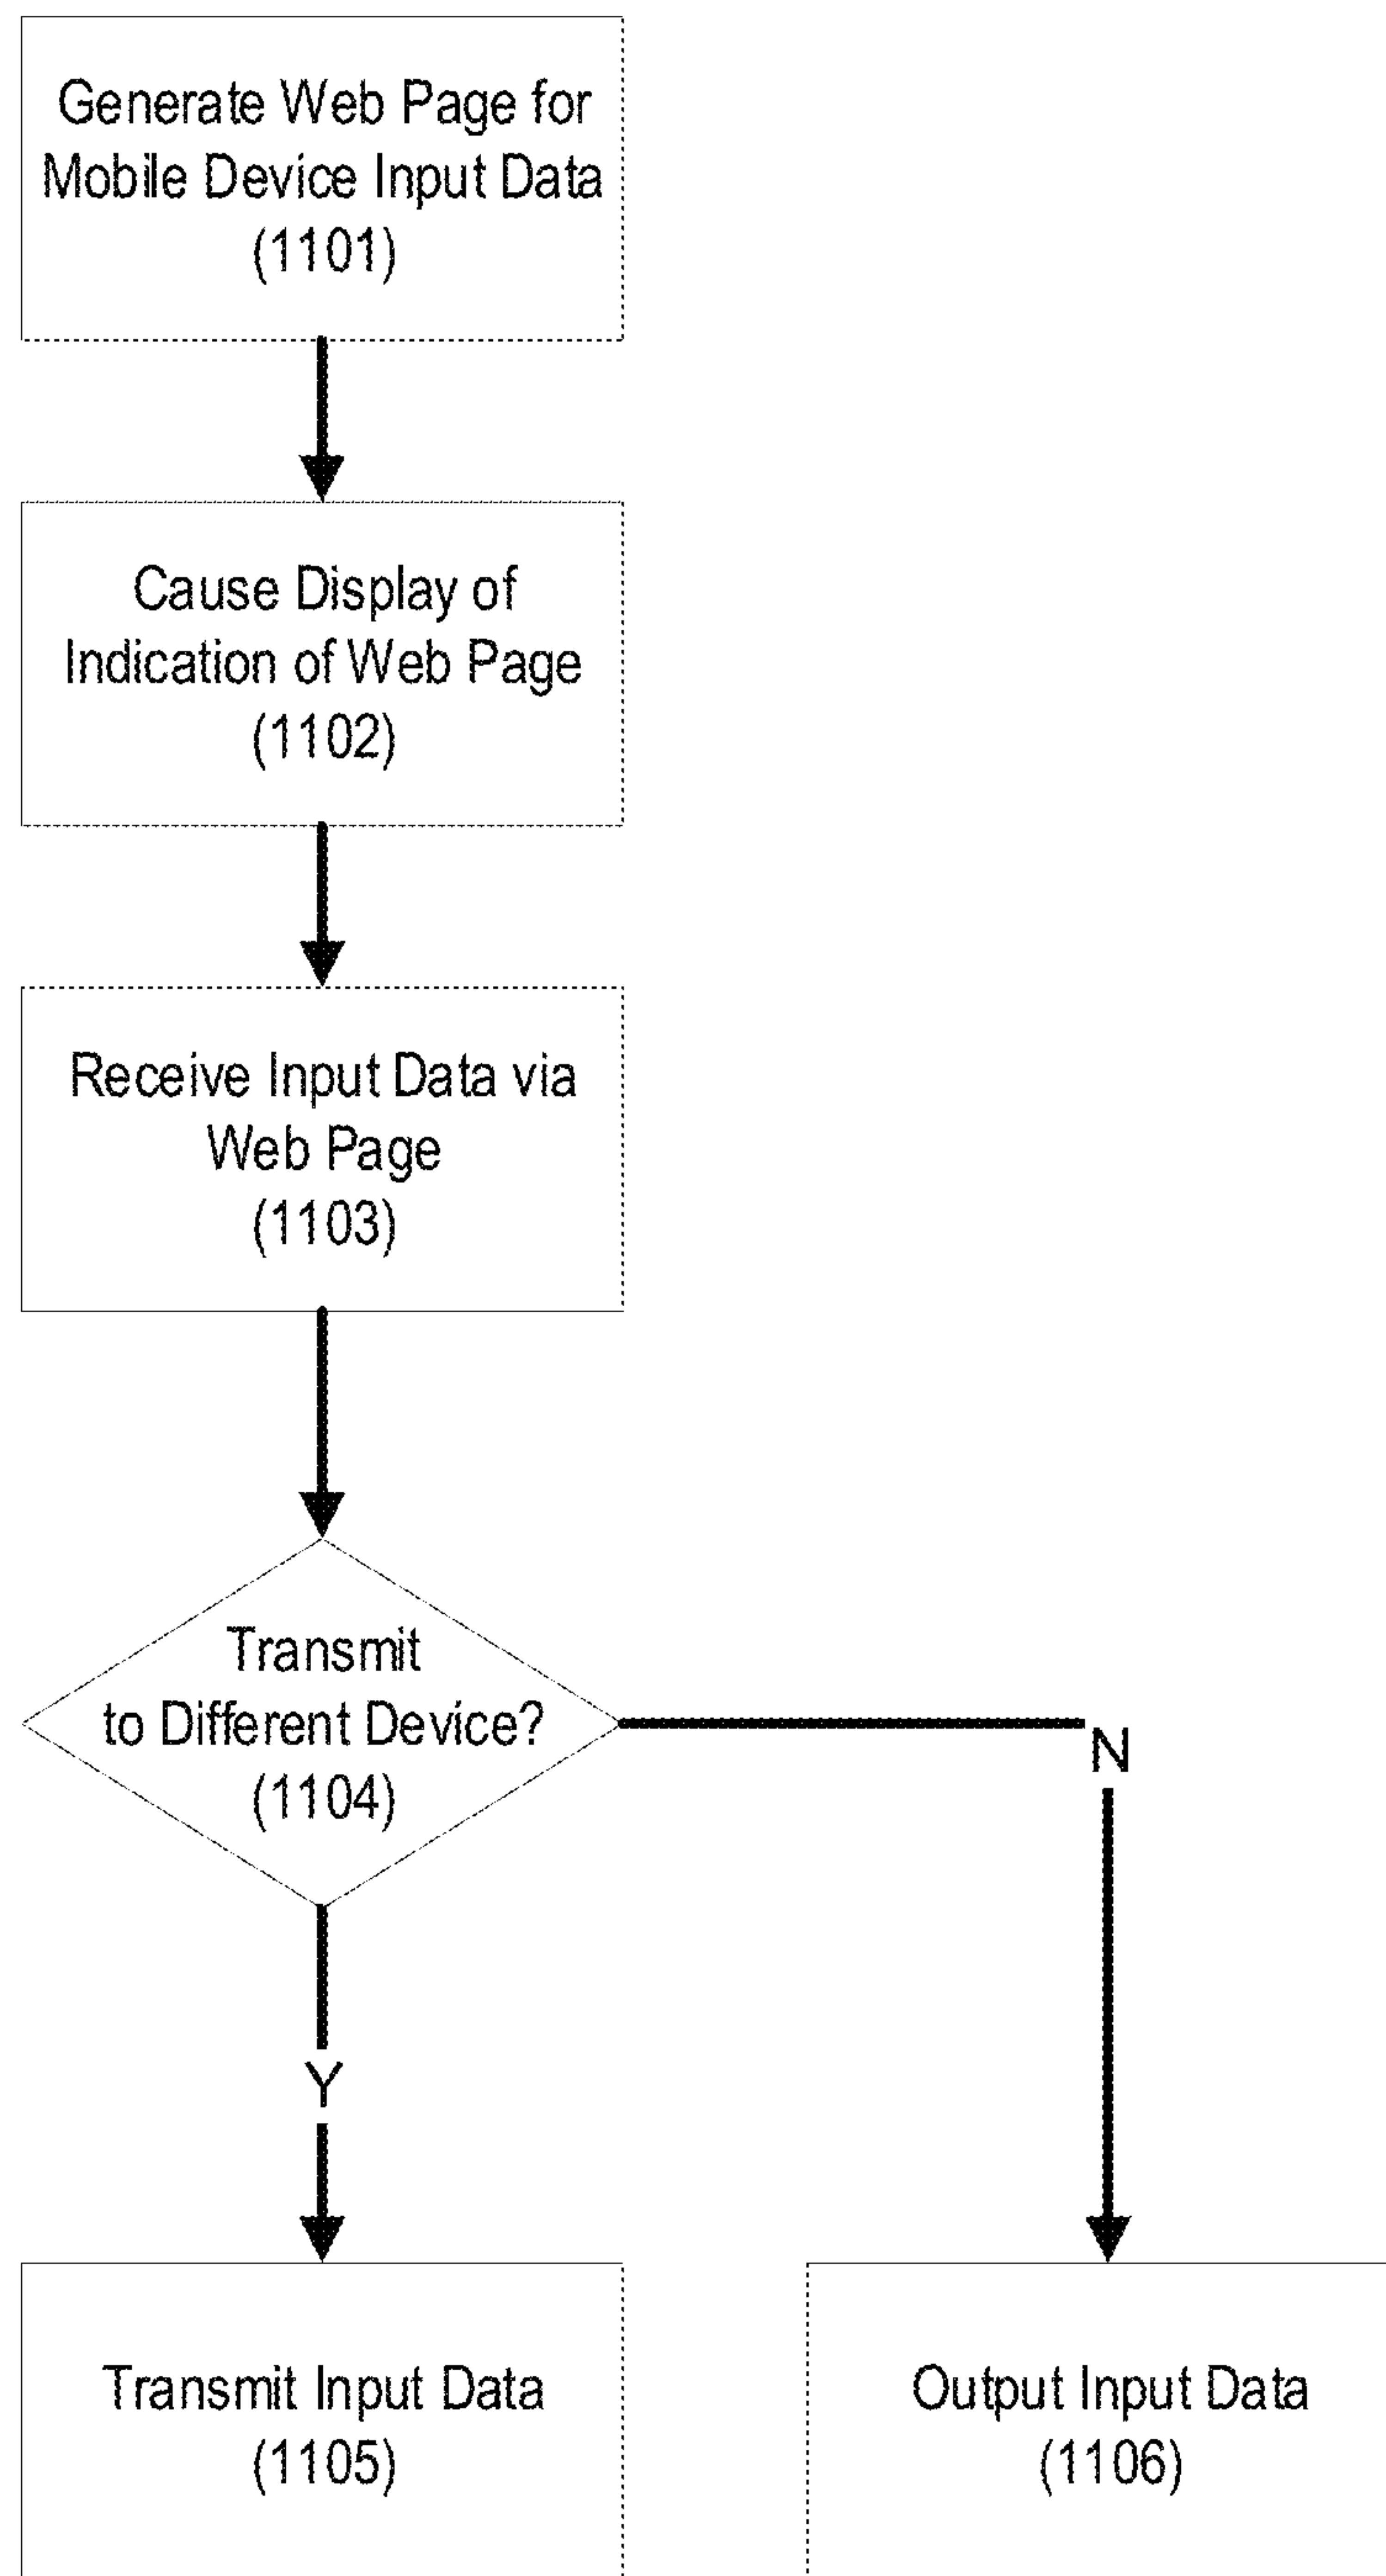 Generate Web Page for
Mobile Device Input Data
(1101)
Cause Display of
Indication of Web Page
(1102)
Receive Input Data via
Web Page
(1103)
Transmit
to Different Device?
(1104)
N
Y
Transmit Input Data
(1105)
Output Input Data
(1106)